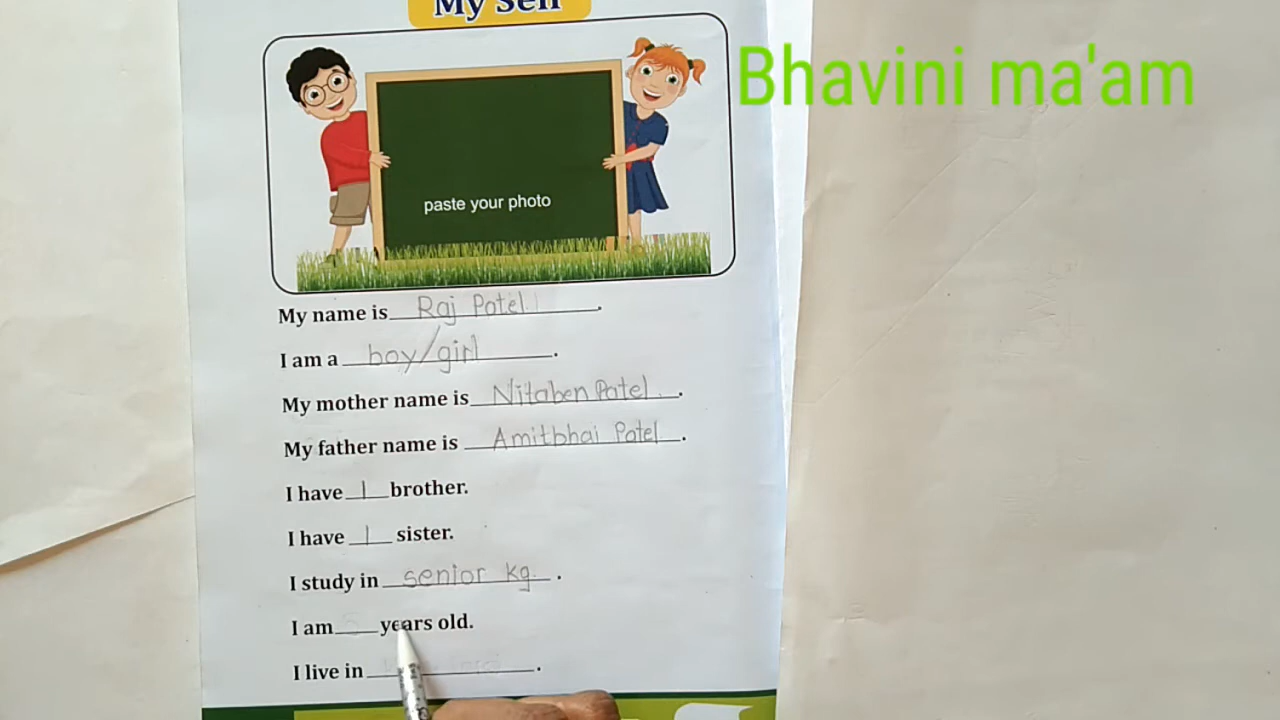 My Self
Bhavini ma'am
paste your photo
My name is Raj Patel.
I am a boy/girl.
My mother name is Nitaben Patel.
My father name is Amitbhai Patel.
I have 1 brother.
I have 1 sister.
I study in senior kg.
I am years old.
I live in .